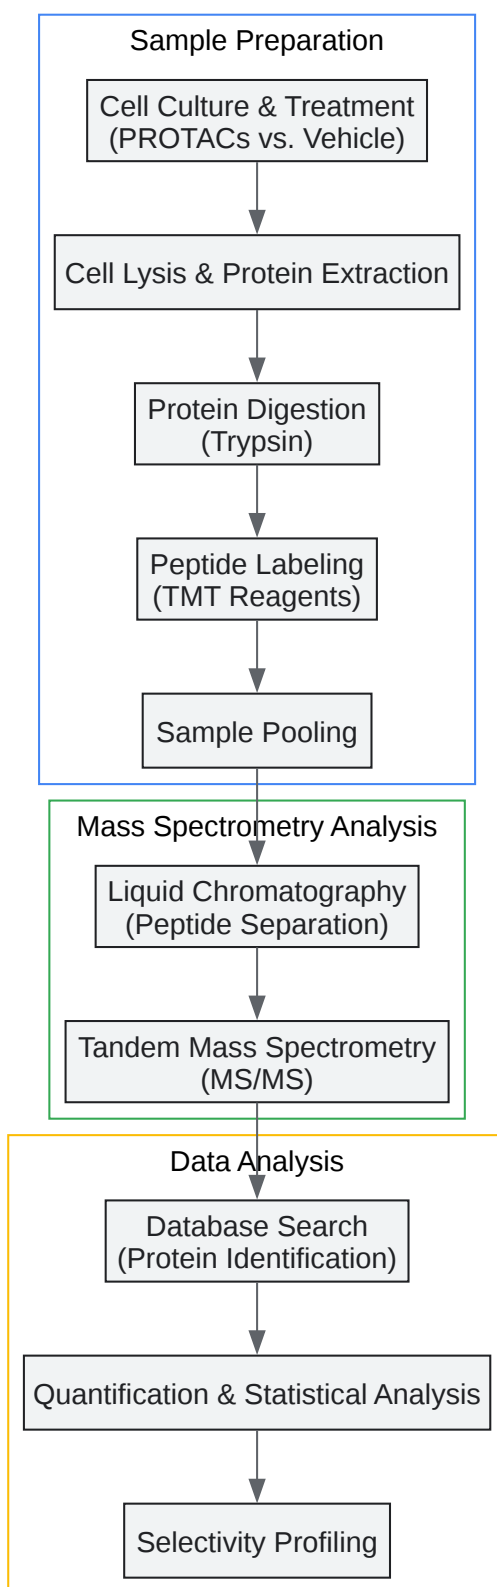 Sample Preparation
Cell Culture & Treatment
(PROTACs vs. Vehicle)
Cell Lysis & Protein Extraction
Protein Digestion
(Trypsin)
Peptide Labeling
(TMT Reagents)
Sample Pooling
Mass Spectrometry Analysis
Liquid Chromatography
(Peptide Separation)
Tandem Mass Spectrometry
(MS/MS)
Data Analysis
Database Search
(Protein Identification)
Quantification & Statistical Analysis
Selectivity Profiling